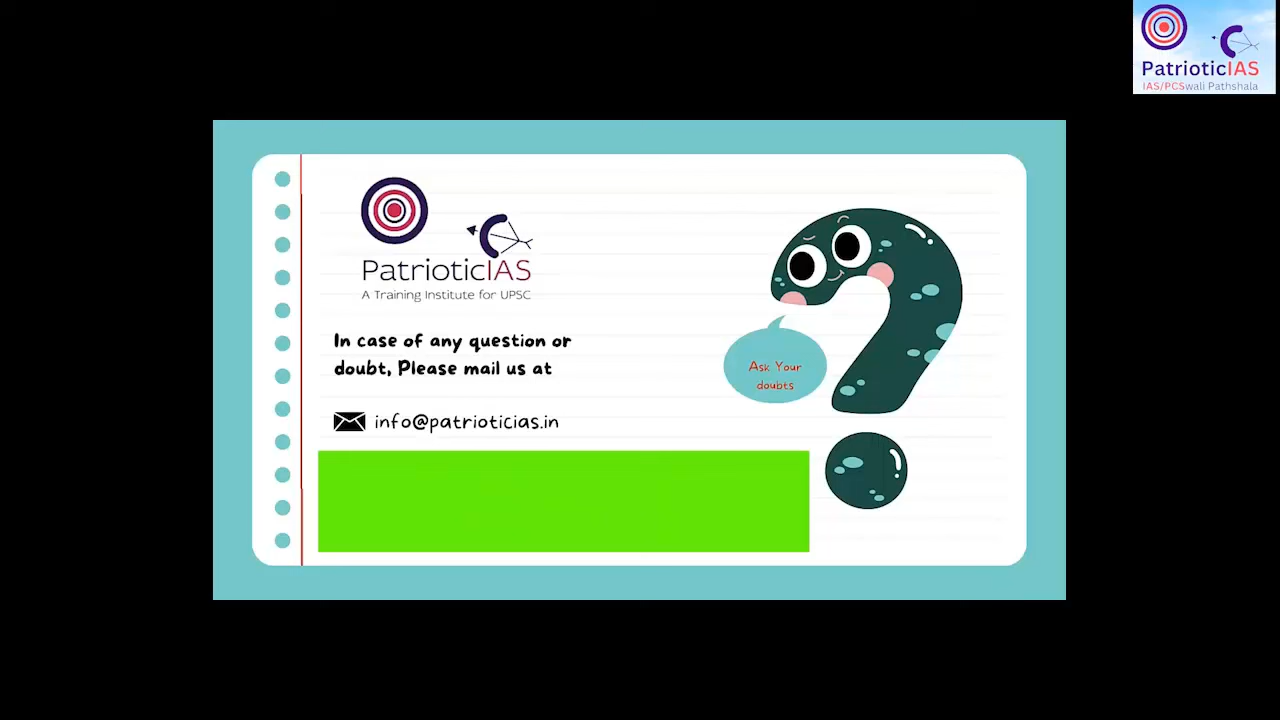 PatrioticIAS
IAS/PCSwali Pathshala
PatrioticIAS
A Training Institute for UPSC
In case of any question or
doubt, Please mail us at
info@patrioticias.in
Ask Your
doubts